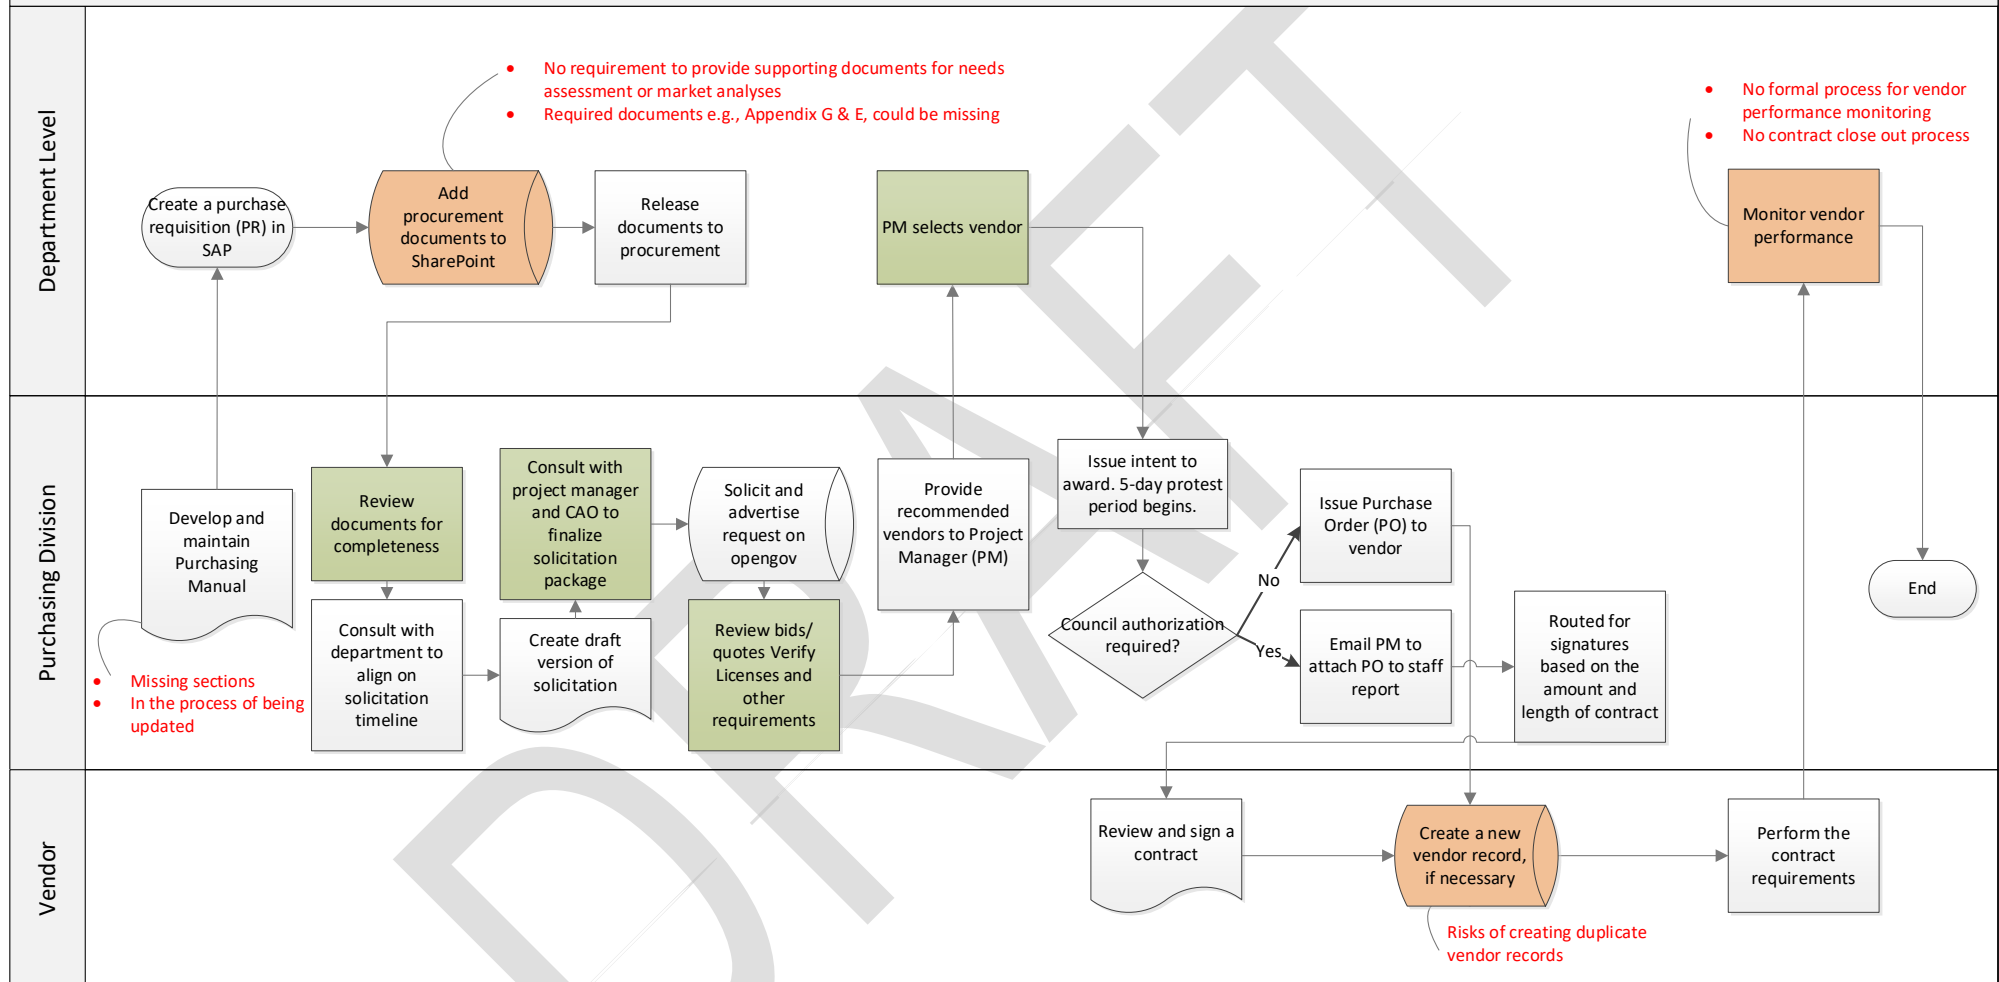 Department Level
• No requirement to provide supporting documents for needs
assessment or market analyses
• Required documents e.g., Appendix G & E, could be missing
Create a purchase
requisition (PR) in
SAP
Add
procurement
documents to
SharePoint
Release
documents to
procurement
PM selects vendor
• No formal process for vendor
performance monitoring
• No contract close out process
Monitor vendor
performance
Purchasing Division
Develop and
maintain
Purchasing
Manual
• Missing sections
• In the process of being
updated
Review
documents for
completeness
Consult with
department to
align on
solicitation
timeline
Consult with
project manager
and CAO to
finalize
solicitation
package
Create draft
version of
solicitation
Solicit and
advertise
request on
opengov
Review bids/
quotes Verify
Licenses and
other
requirements
Provide
recommended
vendors to Project
Manager (PM)
Issue intent to
award. 5-day protest
period begins.
Council authorization
required?
No
Yes
Issue Purchase
Order (PO) to
vendor
Email PM to
attach PO to staff
report
Routed for
signatures
based on the
amount and
length of contract
End
Vendor
Review and sign a
contract
Create a new
vendor record,
if necessary
Risks of creating duplicate
vendor records
Perform the
contract
requirements
DRAFT